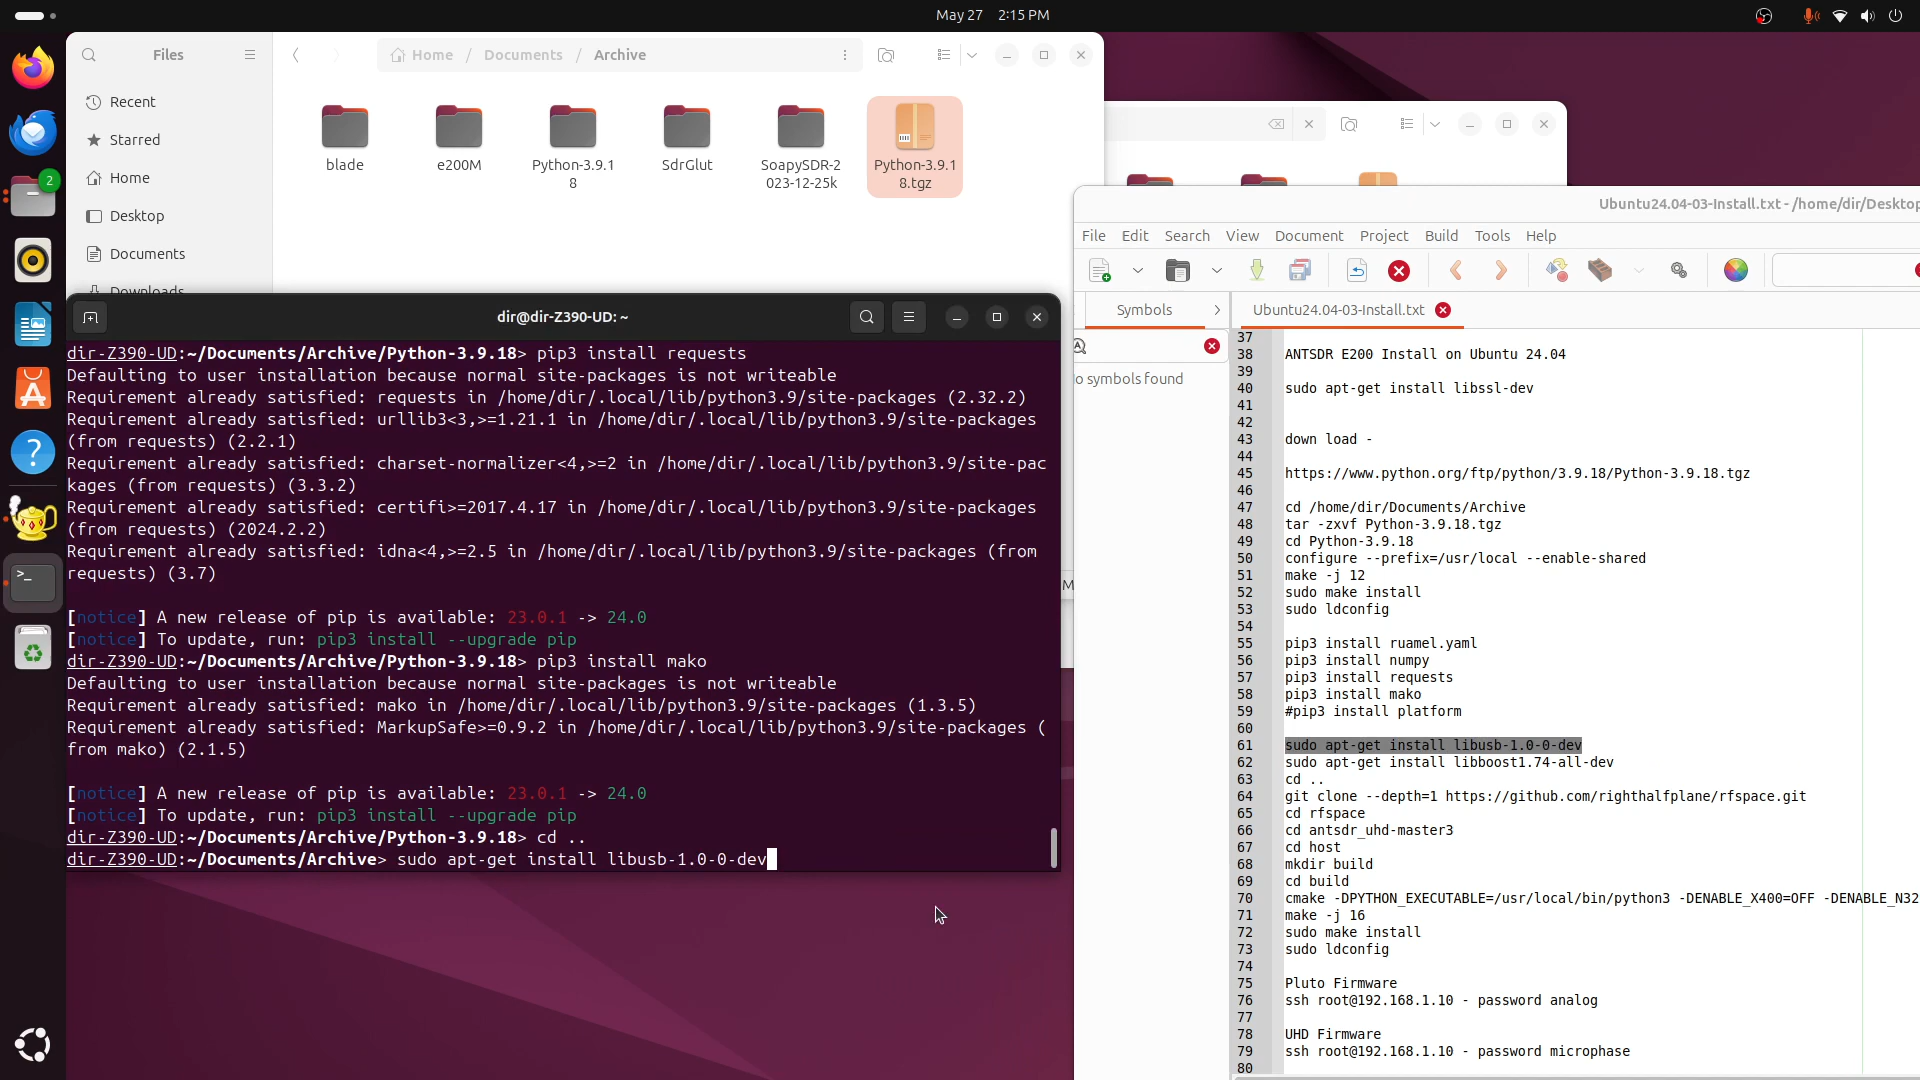 May 27 2:15 PM
Files
Home / Documents / Archive
Recent
Starred
Home
Desktop
Documents
Downloads
blade
e200M
Python-3.9.1
8
SdrGlut
SoapySDR-2
023-12-25k
Python-3.9.1
8.tgz
2
dir@dir-Z390-UD: ~
dir-Z390-UD:~/Documents/Archive/Python-3.9.18> pip3 install requests
Defaulting to user installation because normal site-packages is not writeable
Requirement already satisfied: requests in /home/dir/.local/lib/python3.9/site-packages (2.32.2)
Requirement already satisfied: urllib3<3,>=1.21.1 in /home/dir/.local/lib/python3.9/site-packages
(from requests) (2.2.1)
Requirement already satisfied: charset-normalizer<4,>=2 in /home/dir/.local/lib/python3.9/site-pac
kages (from requests) (3.3.2)
Requirement already satisfied: certifi>=2017.4.17 in /home/dir/.local/lib/python3.9/site-packages
(from requests) (2024.2.2)
Requirement already satisfied: idna<4,>=2.5 in /home/dir/.local/lib/python3.9/site-packages (from
requests) (3.7)
[notice] A new release of pip is available: 23.0.1 -> 24.0
[notice] To update, run: pip3 install --upgrade pip
dir-Z390-UD:~/Documents/Archive/Python-3.9.18> pip3 install mako
Defaulting to user installation because normal site-packages is not writeable
Requirement already satisfied: mako in /home/dir/.local/lib/python3.9/site-packages (1.3.5)
Requirement already satisfied: MarkupSafe>=0.9.2 in /home/dir/.local/lib/python3.9/site-packages (
from mako) (2.1.5)
[notice] A new release of pip is available: 23.0.1 -> 24.0
[notice] To update, run: pip3 install --upgrade pip
dir-Z390-UD:~/Documents/Archive/Python-3.9.18> cd ..
dir-Z390-UD:~/Documents/Archive> sudo apt-get install libusb-1.0-0-dev
Ubuntu24.04-03-Install.txt - /home/dir/Desktop
File Edit Search View Document Project Build Tools Help
Symbols
Ubuntu24.04-03-Install.txt
o symbols found
37
38 ANTSDR E200 Install on Ubuntu 24.04
39
40 sudo apt-get install libssl-dev
41
42
43 down load -
44
45 https://www.python.org/ftp/python/3.9.18/Python-3.9.18.tgz
46
47 cd /home/dir/Documents/Archive
48 tar -zxvf Python-3.9.18.tgz
49 cd Python-3.9.18
50 configure --prefix=/usr/local --enable-shared
51 make -j 12
52 sudo make install
53 sudo ldconfig
54
55 pip3 install ruamel.yaml
56 pip3 install numpy
57 pip3 install requests
58 pip3 install mako
59 #pip3 install platform
60
61 sudo apt-get install libusb-1.0-0-dev
62 sudo apt-get install libboost1.74-all-dev
63 cd ..
64 git clone --depth=1 https://github.com/righthalfplane/rfspace.git
65 cd rfspace
66 cd antsdr_uhd-master3
67 cd host
68 mkdir build
69 cd build
70 cmake -DPYTHON_EXECUTABLE=/usr/local/bin/python3 -DENABLE_X400=OFF -DENABLE_N32
71 make -j 16
72 sudo make install
73 sudo ldconfig
74
75 Pluto Firmware
76 ssh root@192.168.1.10 - password analog
77
78 UHD Firmware
79 ssh root@192.168.1.10 - password microphase
80